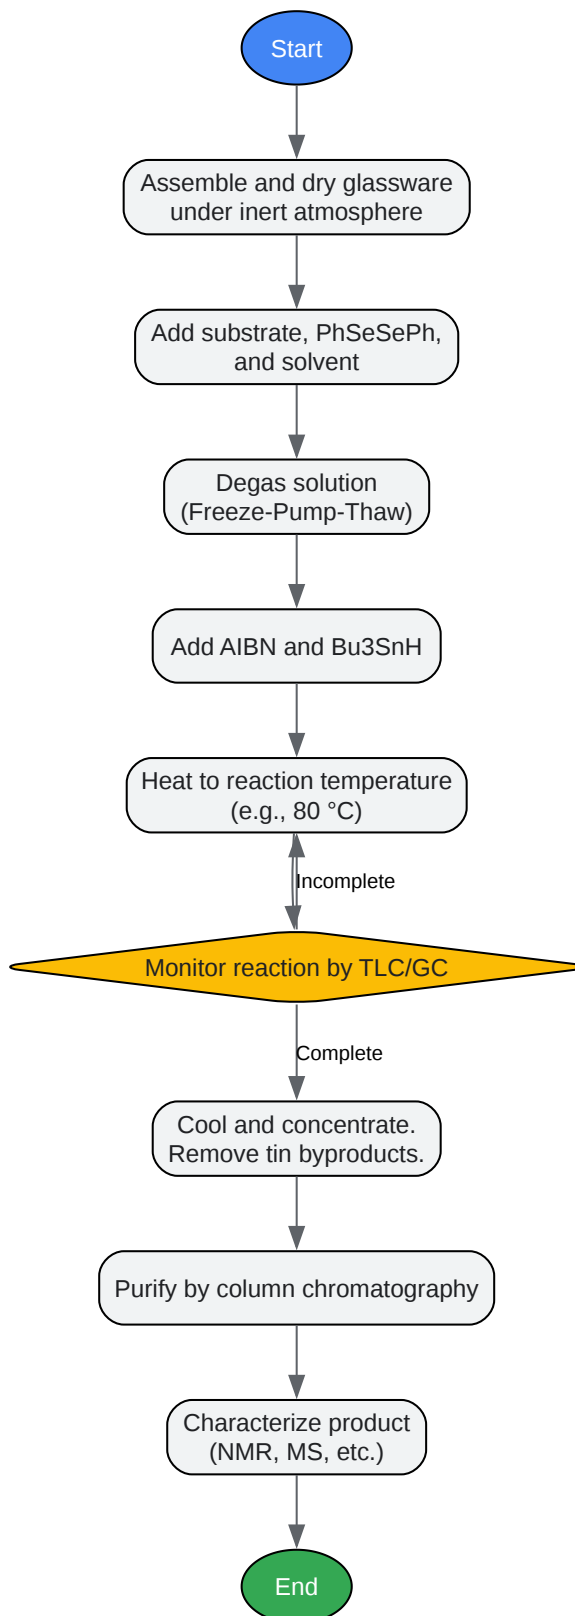 Start
Assemble and dry glassware
under inert atmosphere
Add substrate, PhSeSePh,
and solvent
Degas solution
(Freeze-Pump-Thaw)
Add AIBN and Bu3SnH
Heat to reaction temperature
(e.g., 80 °C)
Incomplete
Monitor reaction by TLC/GC
Complete
Cool and concentrate.
Remove tin byproducts.
Purify by column chromatography
Characterize product
(NMR, MS, etc.)
End